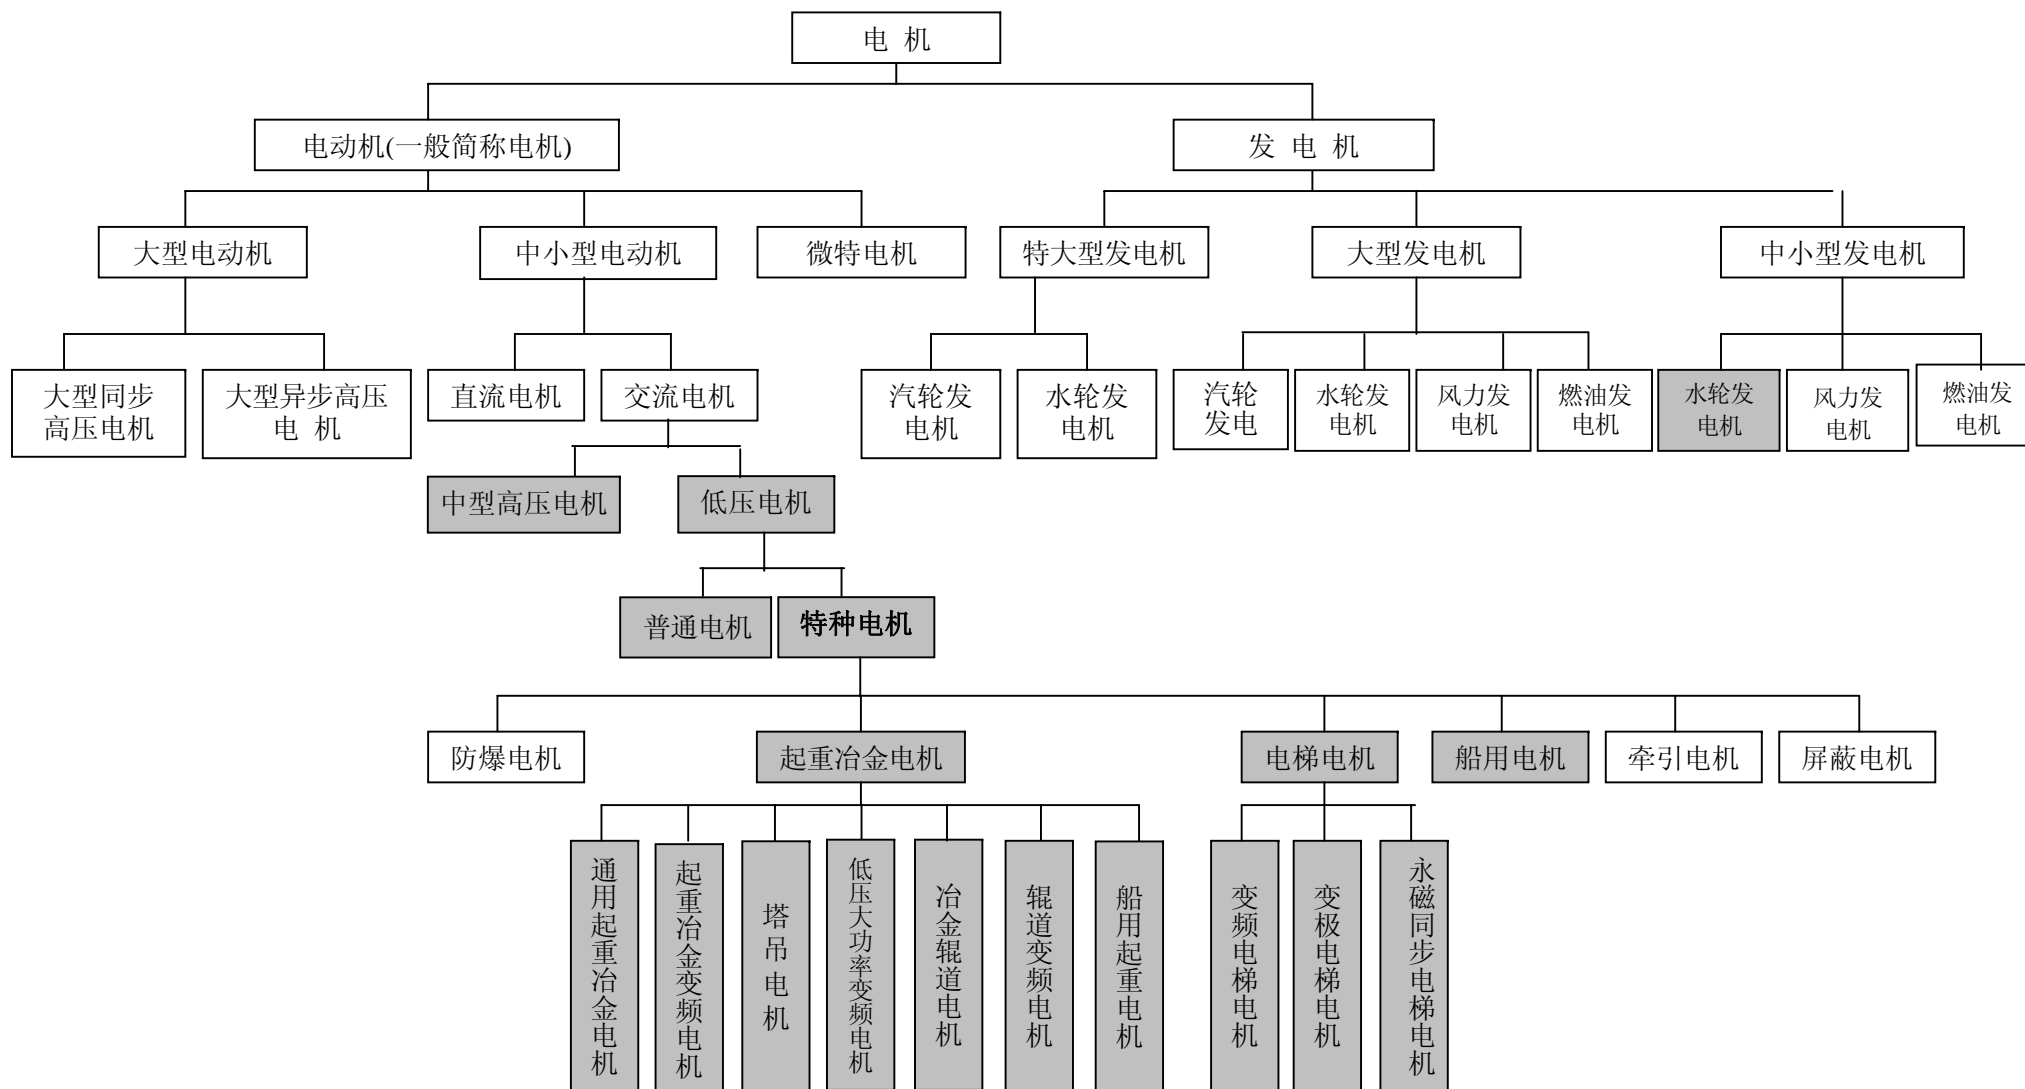 电 机
电动机(一般简称电机)
发 电 机
大型电动机
中小型电动机
微特电机
特大型发电机
大型发电机
中小型发电机
大型同步
高压电机
大型异步高压
电 机
直流电机
交流电机
汽轮发
电机
水轮发
电机
汽轮
发电
水轮发
电机
风力发
电机
燃油发
电机
水轮发
电机
风力发
电机
燃油发
电机
中型高压电机
低压电机
普通电机
特种电机
防爆电机
起重冶金电机
电梯电机
船用电机
牵引电机
屏蔽电机
通用起重冶金电机
起重冶金变频电机
塔吊电机
低压大功率变频电机
冶金辊道电机
辊道变频电机
船用起重电机
变频电梯电机
变极电梯电机
永磁同步电梯电机